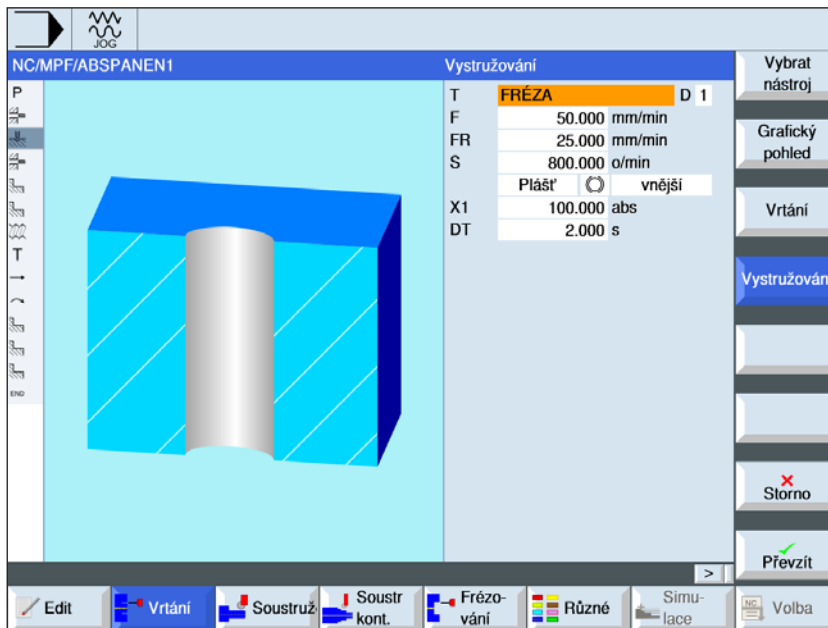 JOG
NC/MPF/ABSPANEN1
Vystružování
P
T
END
T FRÉZA D 1
F 50.000 mm/min
FR 25.000 mm/min
S 800.000 o/min
Plášť vnější
X1 100.000 abs
DT 2.000 s
Vybrat
nástroj
Grafický
pohled
Vrtání
Vystružován
Storno
Převzít
>
Edit
Vrtání
Soustruž
Soustr
kont.
Frézo-
vání
Různé
Simu-
lace
NC
Volba